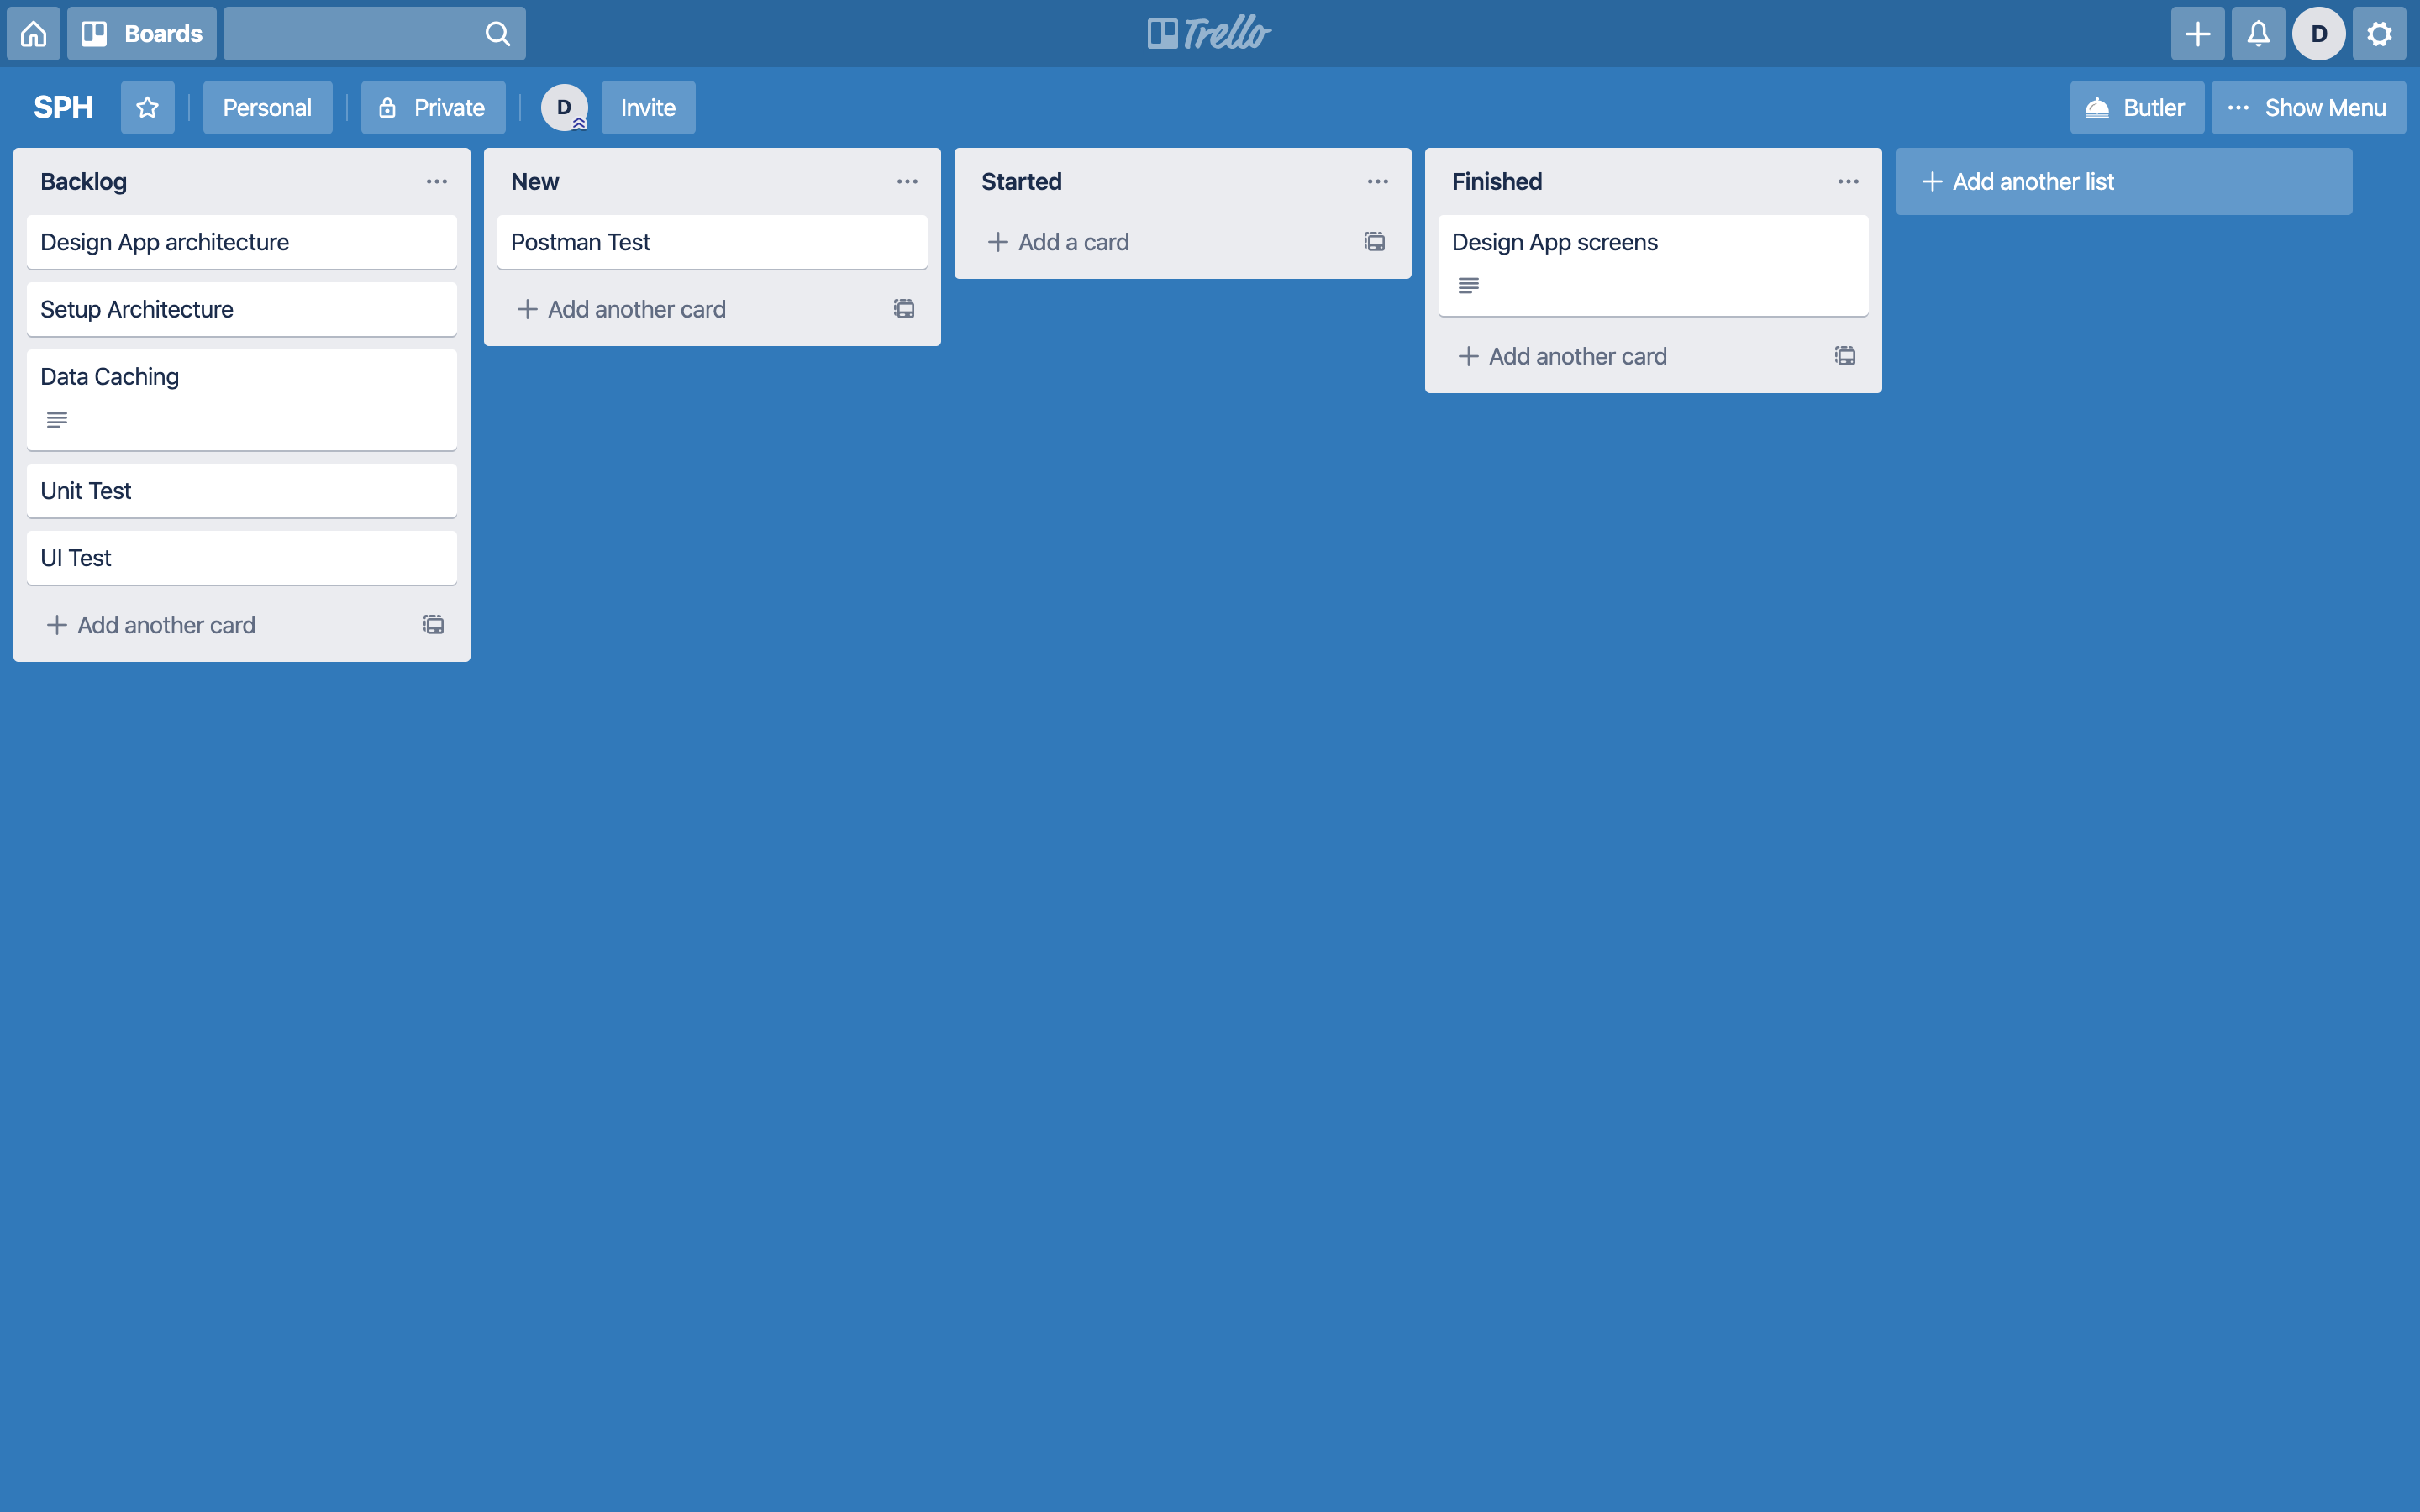 Boards
Trello
D
SPH
Personal
Private
D
Invite
Butler
Show Menu
Backlog
Design App architecture
Setup Architecture
Data Caching
Unit Test
UI Test
Add another card
New
Postman Test
Add another card
Started
Add a card
Finished
Design App screens
Add another card
Add another list